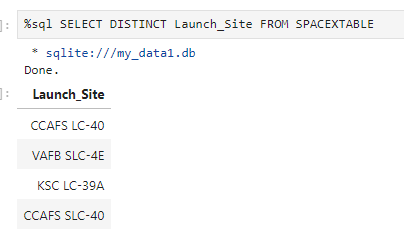 ]: %sql SELECT DISTINCT Launch_Site FROM SPACEXTABLE
* sqlite:///my_data1.db
Done.
]: Launch_Site
CCAFS LC-40
VAFB SLC-4E
KSC LC-39A
CCAFS SLC-40